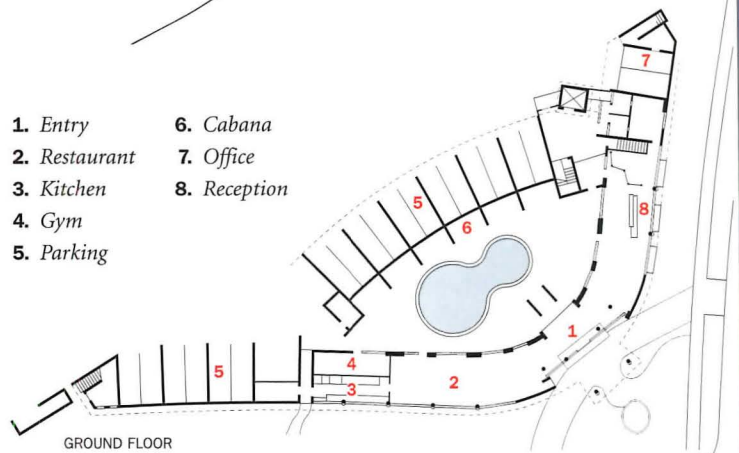 1. Entry
2. Restaurant
3. Kitchen
4. Gym
5. Parking
6. Cabana
7. Office
8. Reception
7
5
6
8
1
4
5
2
3
GROUND FLOOR